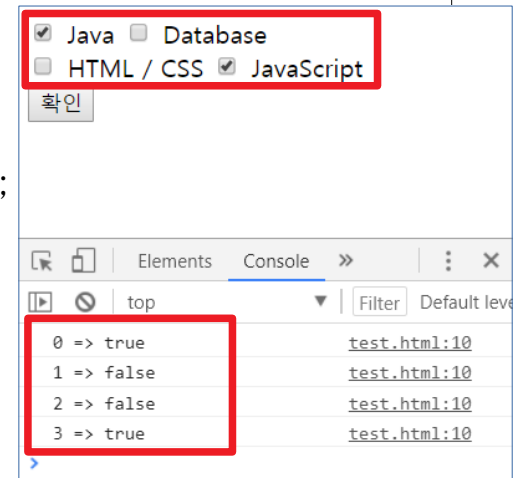 Java Database
HTML / CSS JavaScript
확인
;
Elements Console »
top Filter Default leve
0 => true test.html:10
1 => false test.html:10
2 => false test.html:10
3 => true test.html:10
>